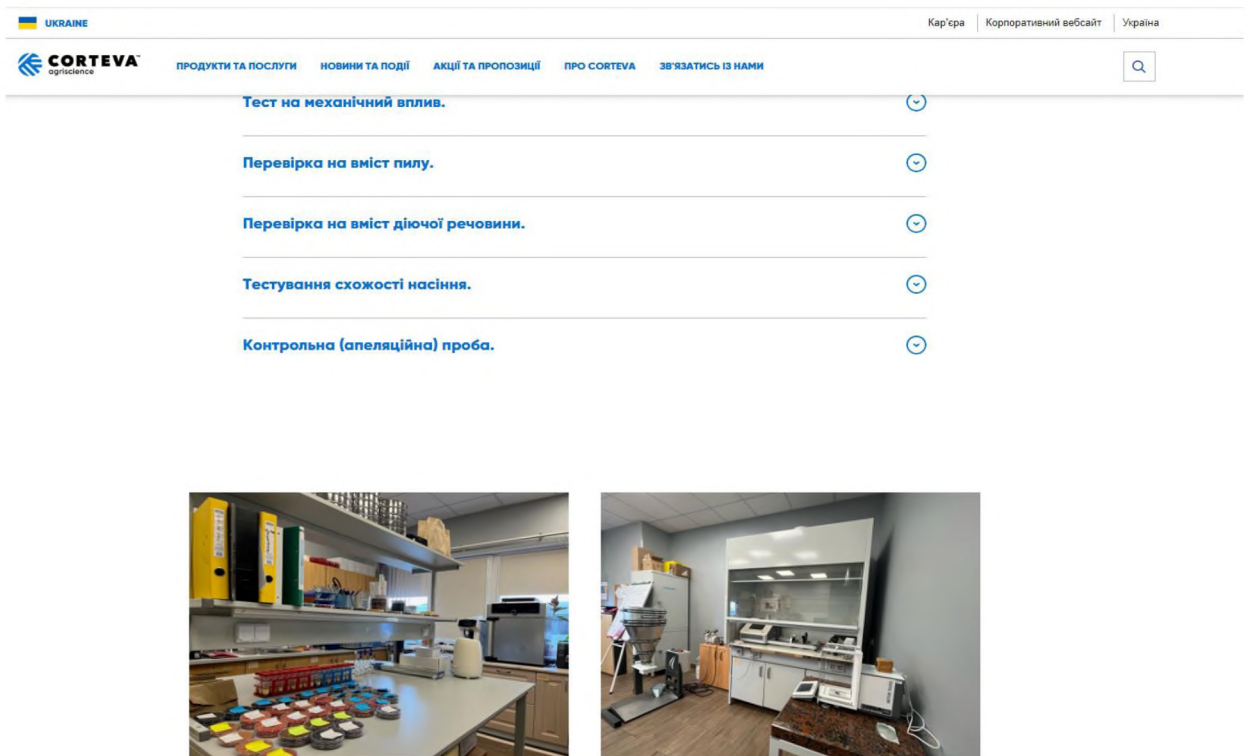 UKRAINE
Кар'єра Корпоративний вебсайт Україна
CORTEVA
agriscience
ПРОДУКТИ ТА ПОСЛУГИ НОВИНИ ТА ПОДІЇ АКЦІЇ ТА ПРОПОЗИЦІЇ ПРО CORTEVA ЗВ'ЯЗАТИСЬ ІЗ НАМИ
Тест на механічний вплив.
Перевірка на вміст пилу.
Перевірка на вміст діючої речовини.
Тестування схожості насіння.
Контрольна (апеляційна) проба.